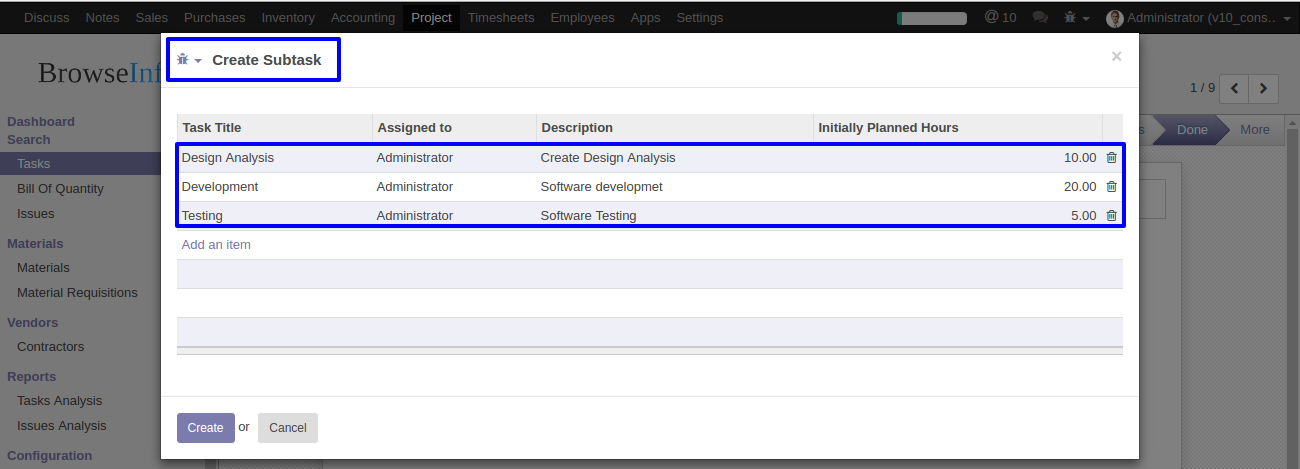 Discuss Notes Sales Purchases Inventory Accounting Project Timesheets Employees Apps Settings @ 10 Administrator (v10_cons..
Create Subtask ×
BrowseInf
1 / 9
Dashboard
Search
Tasks
Bill Of Quantity
Issues
Materials
Materials
Material Requisitions
Vendors
Contractors
Reports
Tasks Analysis
Issues Analysis
Configuration
s Done More
Task Title Assigned to Description Initially Planned Hours
Design Analysis Administrator Create Design Analysis 10.00
Development Administrator Software developmet 20.00
Testing Administrator Software Testing 5.00
Add an item
Create or Cancel